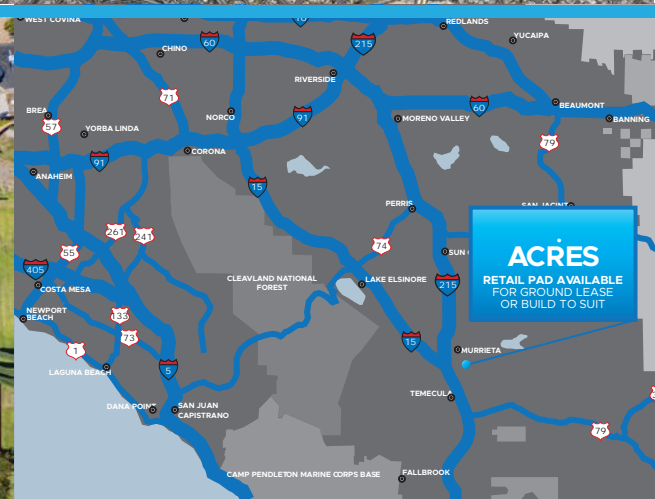 WEST COVINA
10
REDLANDS
YUCAIPA
CHINO
60
215
RIVERSIDE
71
60
BEAUMONT
BREA
57
NORCO
91
MORENO VALLEY
BANNING
YORBA LINDA
79
91
CORONA
ANAHEIM
15
PERRIS
SAN JACINT
261
241
55
74
SUN
ACRES
405
CLEAVLAND NATIONAL
FOREST
LAKE ELSINORE
215
RETAIL PAD AVAILABLE
FOR GROUND LEASE
OR BUILD TO SUIT
COSTA MESA
NEWPORT
BEACH
133
73
1
15
MURRIETA
LAGUNA BEACH
5
TEMECULA
DANA POINT
SAN JUAN
CAPISTRANO
79
CAMP PENDLETON MARINE CORPS BASE
FALLBROOK